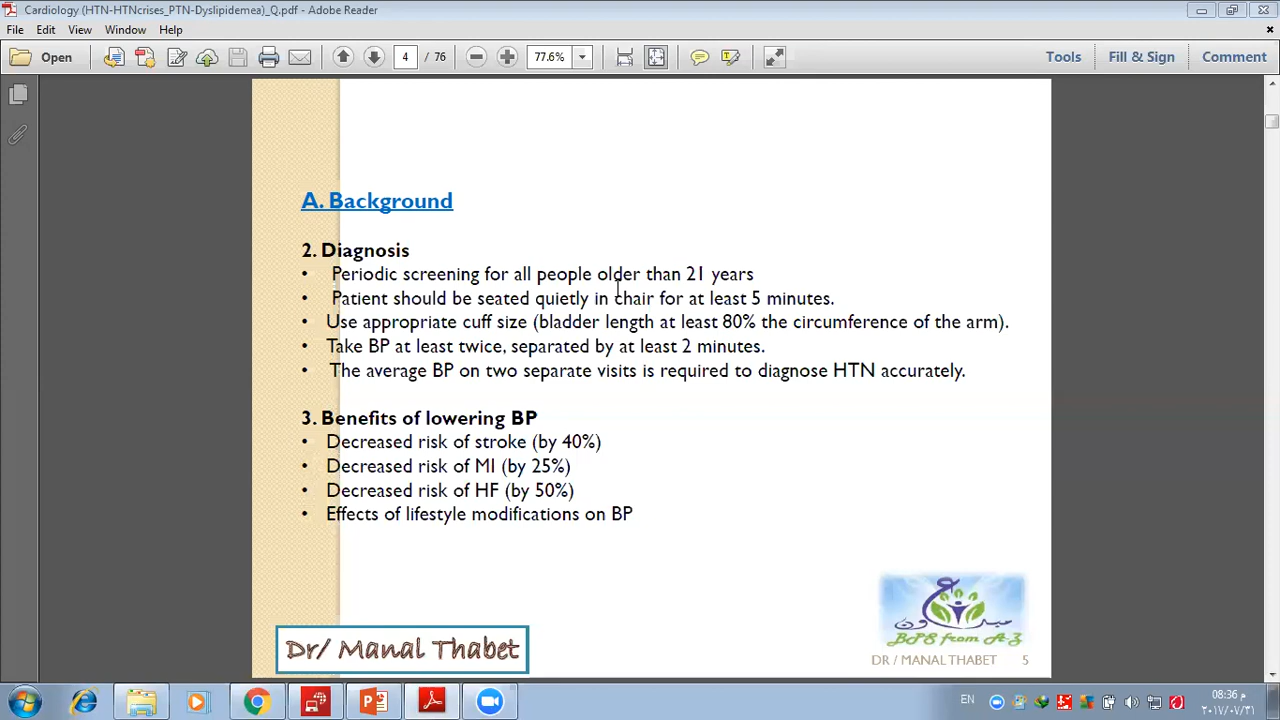 Cardiology (HTN-HTNcrises_PTN-Dyslipidemea)_Q.pdf - Adobe Reader
File Edit View Window Help
Open 4 / 76 77.6% Tools Fill & Sign Comment
A. Background
2. Diagnosis
• Periodic screening for all people older than 21 years
• Patient should be seated quietly in chair for at least 5 minutes.
• Use appropriate cuff size (bladder length at least 80% the circumference of the arm).
• Take BP at least twice, separated by at least 2 minutes.
• The average BP on two separate visits is required to diagnose HTN accurately.
3. Benefits of lowering BP
• Decreased risk of stroke (by 40%)
• Decreased risk of MI (by 25%)
• Decreased risk of HF (by 50%)
• Effects of lifestyle modifications on BP
BPS from A-Z
Dr/ Manal Thabet
DR / MANAL THABET 5
EN
08:36 م
٢٠١٧/٠٧/٣١